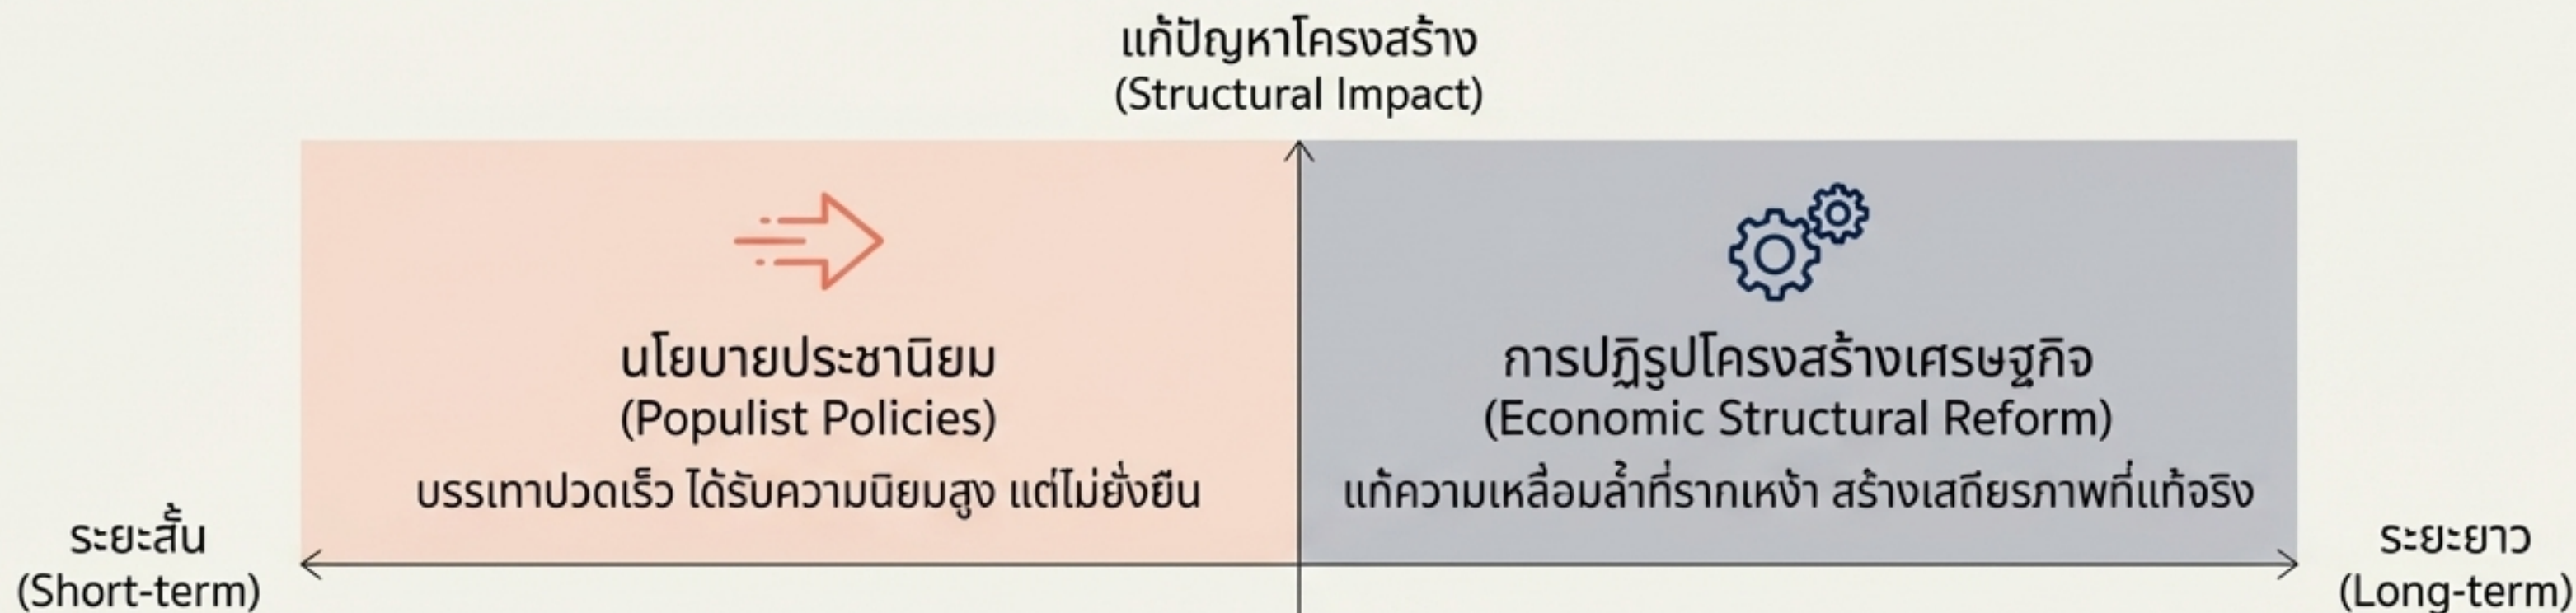 แก้ปัญหาโครงสร้าง
(Structural Impact)
นโยบายประชานิยม
(Populist Policies)
บรรเทาปวดเร็ว ได้รับความนิยมสูง แต่ไม่ยั่งยืน
การปฏิรูปโครงสร้างเศรษฐกิจ
(Economic Structural Reform)
แก้ความเหลื่อมล้ำที่รากเหง้า สร้างเสถียรภาพที่แท้จริง
ระยะสั้น
(Short-term)
ระยะยาว
(Long-term)